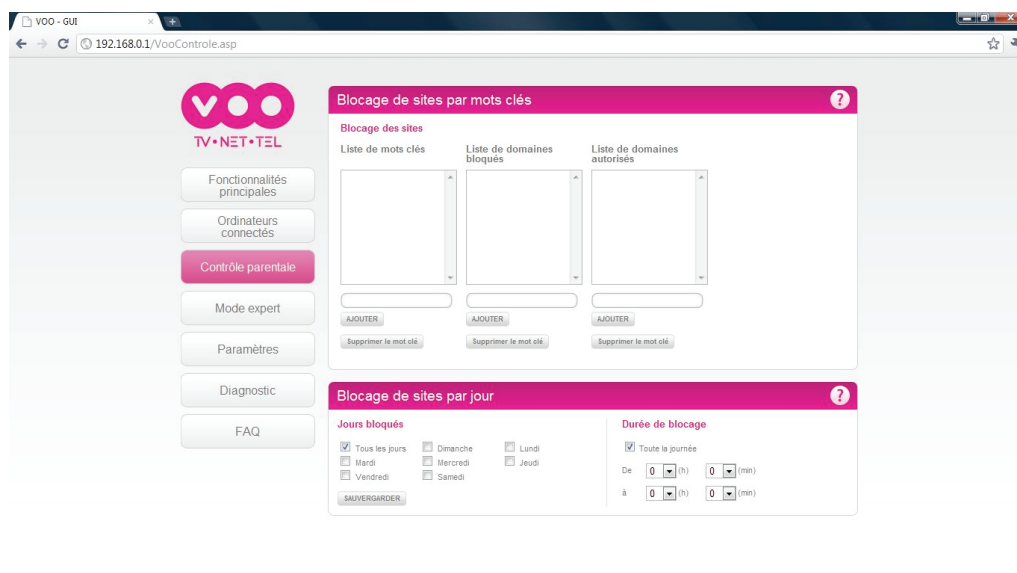 VOO - GUI
192.168.0.1/VooControle.asp
VOO
TV•NET•TEL
Fonctionnalités
principales
Ordinateurs
connectés
Contrôle parentale
Mode expert
Paramètres
Diagnostic
FAQ
Blocage de sites par mots clés
?
Blocage des sites
Liste de mots clés
Liste de domaines
bloqués
Liste de domaines
autorisés
AJOUTER
AJOUTER
AJOUTER
Supprimer le mot clé
Supprimer le mot clé
Supprimer le mot clé
Blocage de sites par jour
?
Jours bloqués
Tous les jours
Dimanche
Lundi
Mardi
Mercredi
Jeudi
Vendredi
Samedi
SAUVERGARDER
Durée de blocage
Toute la journée
De 0 (h) 0 (min)
à 0 (h) 0 (min)